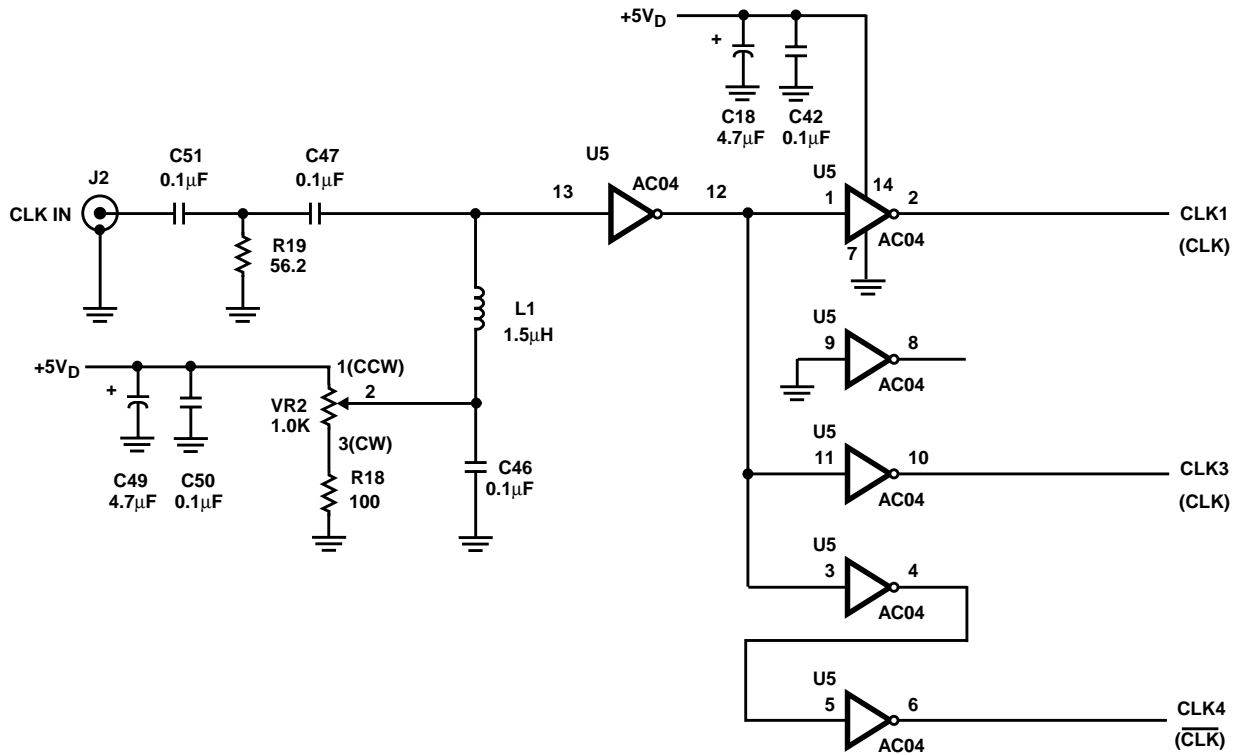 +5VD
+
C18
4.7μF
C42
0.1μF
C51
0.1μF
C47
0.1μF
J2
CLK IN
R19
56.2
U5
13
AC04
12
U5
14
1
2
7
AC04
CLK1
(CLK)
L1
1.5μH
U5
9
8
AC04
+5VD
+
1(CCW)
2
VR2
1.0K
3(CW)
C49
4.7μF
C50
0.1μF
R18
100
C46
0.1μF
U5
11
10
AC04
CLK3
(CLK)
U5
3
4
AC04
U5
5
6
AC04
CLK4
(C̅L̅K̅)